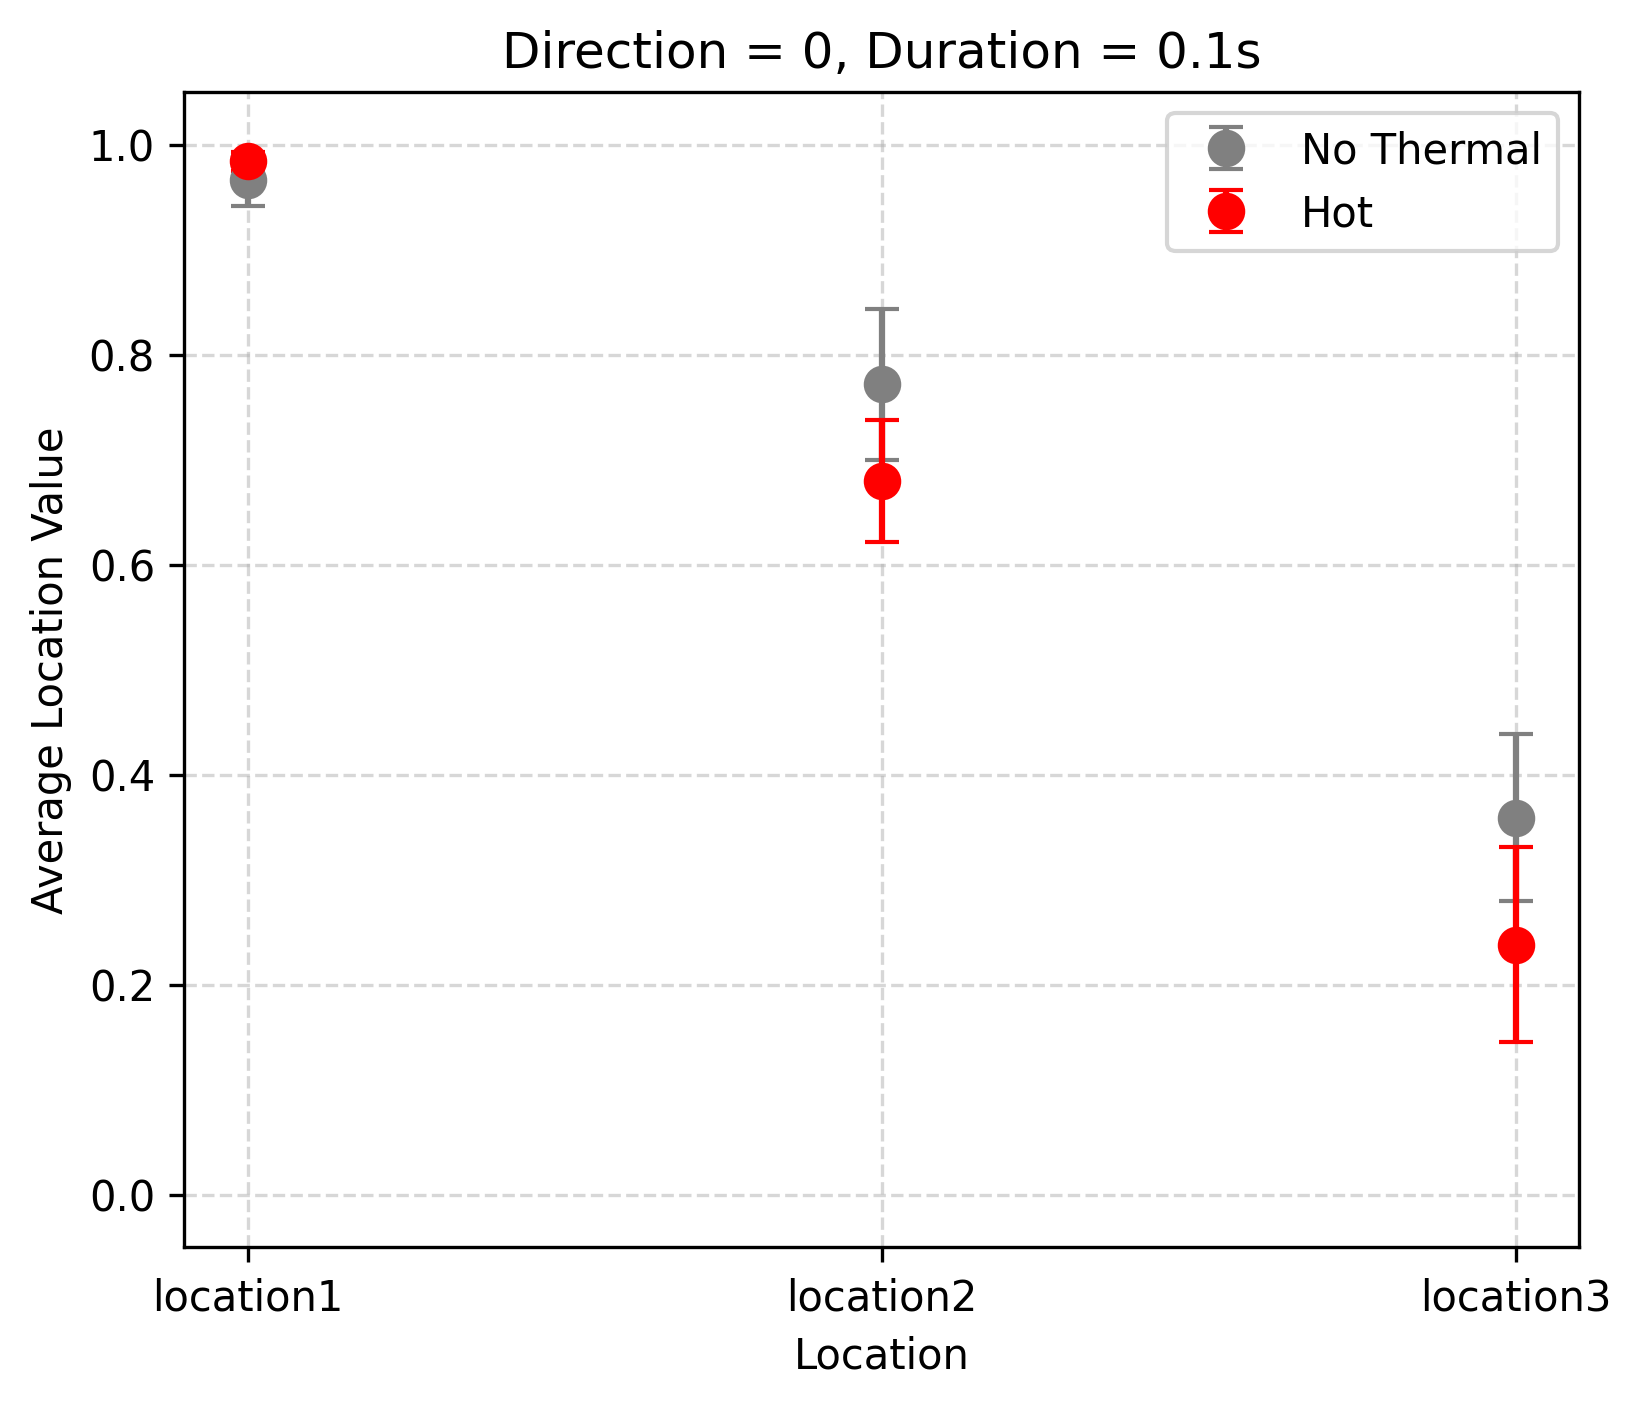 Direction = 0, Duration = 0.1s
No Thermal
Hot
1.0
0.8
0.6
0.4
0.2
0.0
Average Location Value
location1 location2 location3
Location